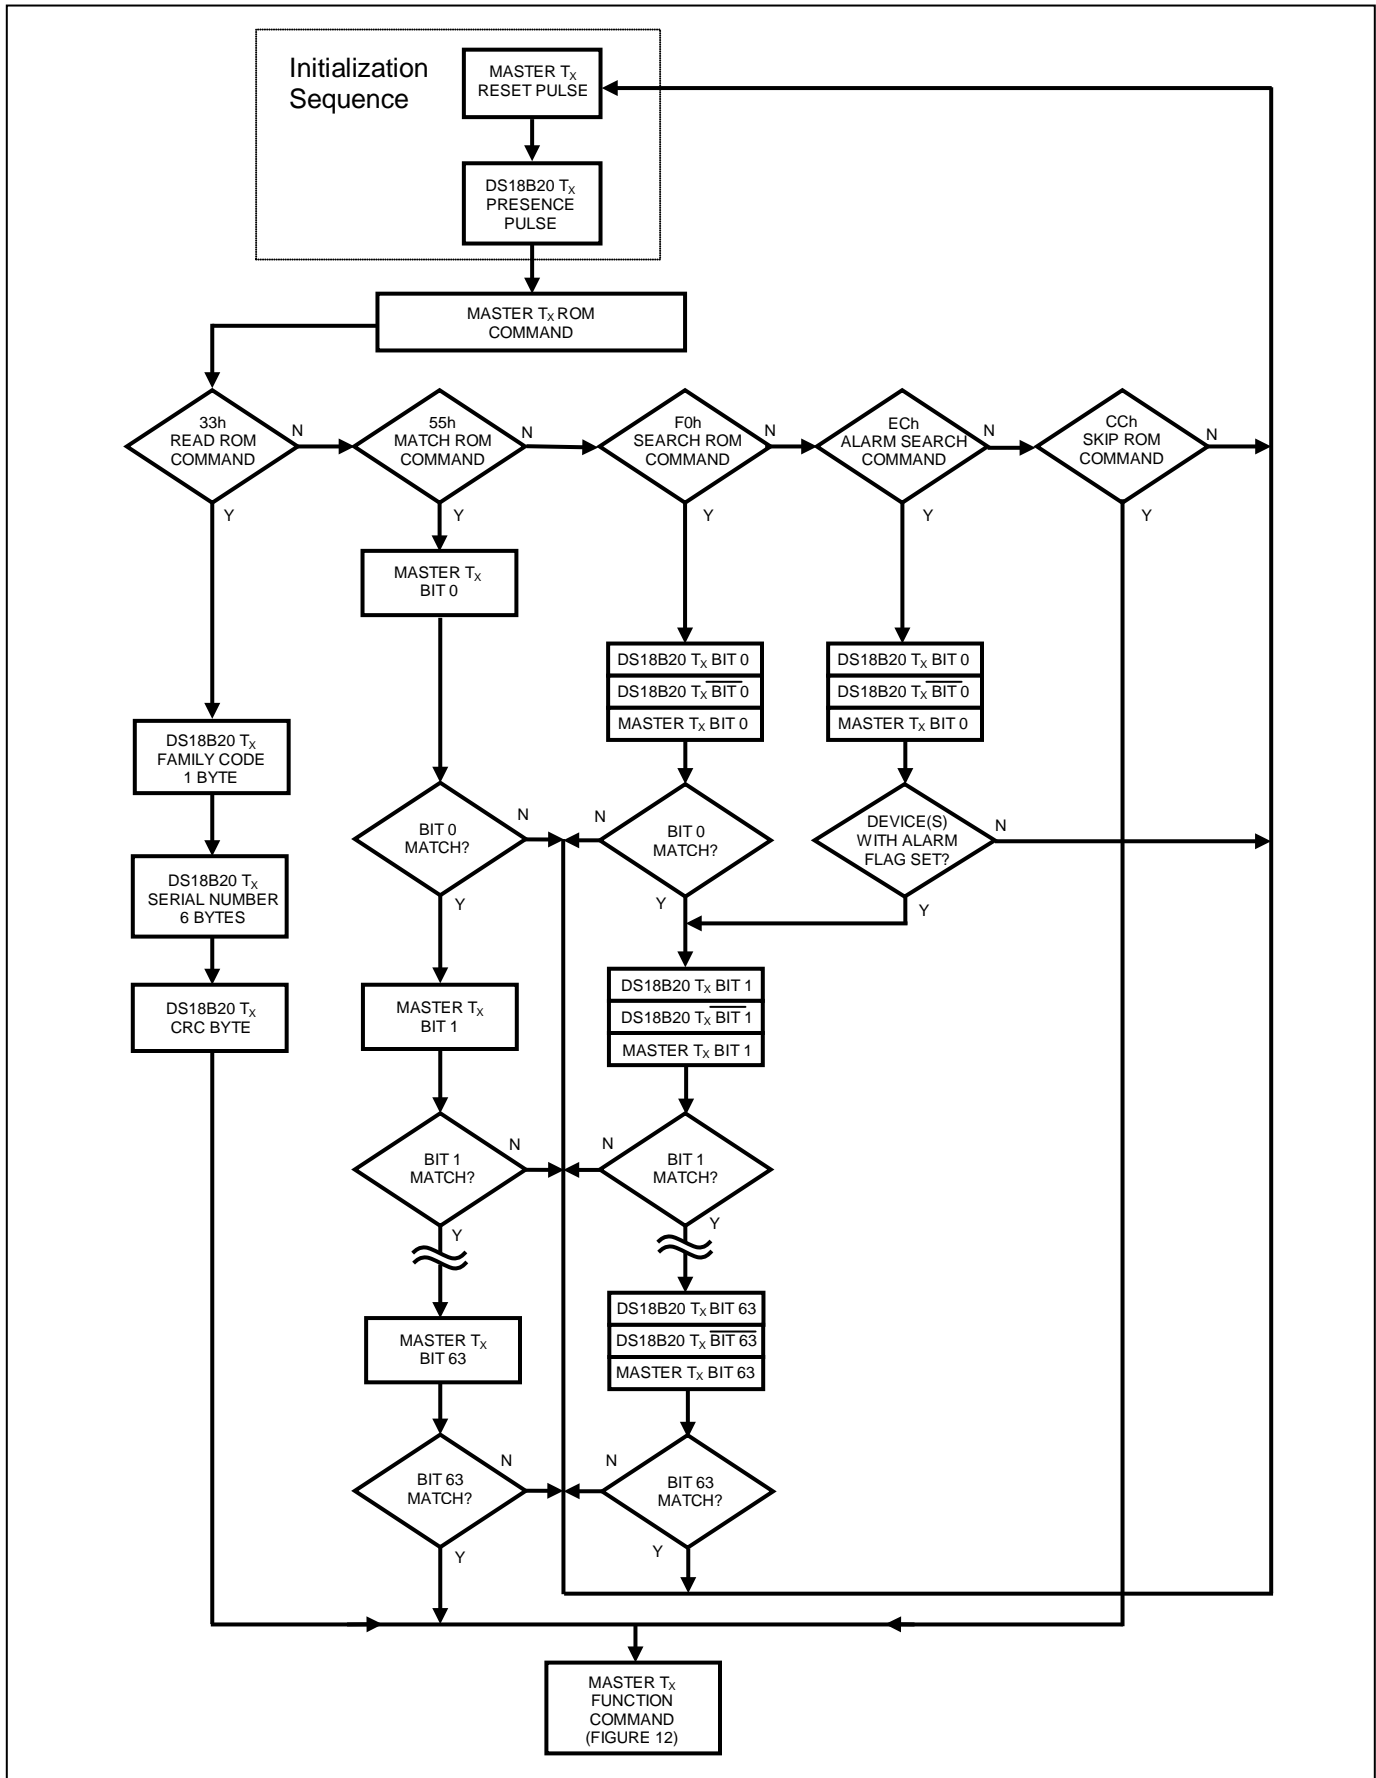 Initialization
Sequence
MASTER TX
RESET PULSE
DS18B20 TX
PRESENCE
PULSE
MASTER TX ROM
COMMAND
33h
READ ROM
COMMAND
N
Y
55h
MATCH ROM
COMMAND
N
Y
F0h
SEARCH ROM
COMMAND
N
Y
ECh
ALARM SEARCH
COMMAND
N
Y
CCh
SKIP ROM
COMMAND
N
Y
MASTER TX
BIT 0
DS18B20 TX BIT 0
DS18B20 TX BIT 0
MASTER TX BIT 0
DS18B20 TX BIT 0
DS18B20 TX BIT 0
MASTER TX BIT 0
DS18B20 TX
FAMILY CODE
1 BYTE
BIT 0
MATCH?
N
Y
N
BIT 0
MATCH?
Y
DEVICE(S)
WITH ALARM
FLAG SET?
N
Y
DS18B20 TX
SERIAL NUMBER
6 BYTES
DS18B20 TX
CRC BYTE
MASTER TX
BIT 1
DS18B20 TX BIT 1
DS18B20 TX BIT 1
MASTER TX BIT 1
BIT 1
MATCH?
N
Y
N
BIT 1
MATCH?
Y
MASTER TX
BIT 63
DS18B20 TX BIT 63
DS18B20 TX BIT 63
MASTER TX BIT 63
BIT 63
MATCH?
N
Y
N
BIT 63
MATCH?
Y
MASTER TX
FUNCTION
COMMAND
(FIGURE 12)